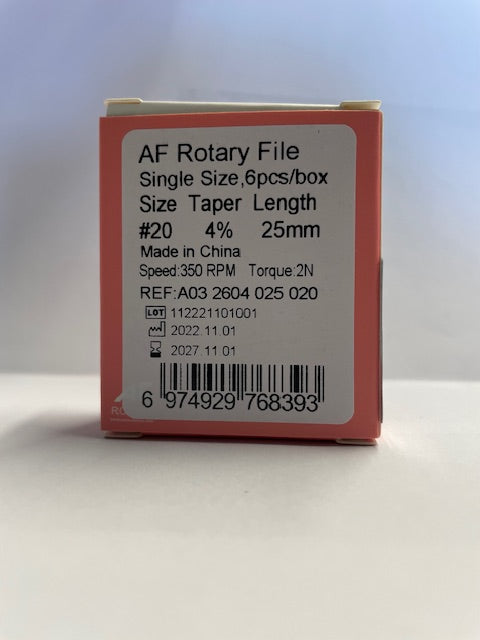 AF Rotary File
Single Size,6pcs/box
Size Taper Length
#20 4% 25mm
Made in China
Speed:350 RPM Torque:2N
REF:A03 2604 025 020
LOT 112221101001
2022.11.01
2027.11.01
6 974929 768393